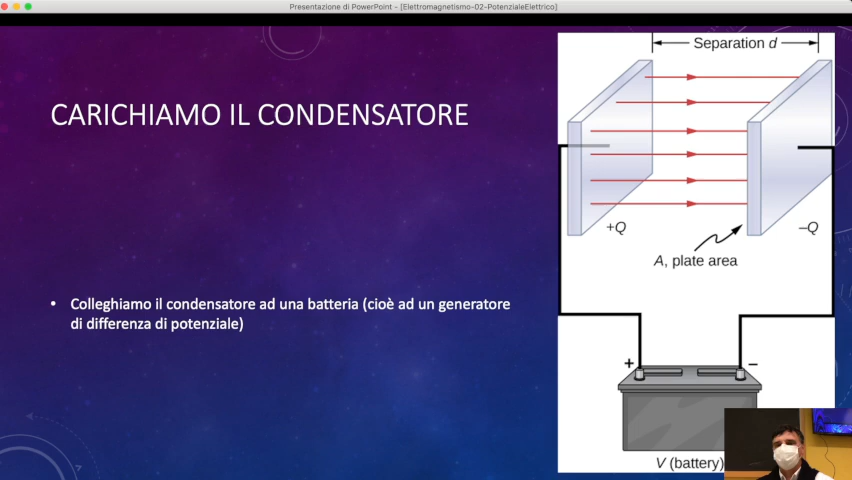 Presentazione di PowerPoint - [Elettromagnetismo-02-PotenzialeElettrico]
CARICHIAMO IL CONDENSATORE
• Colleghiamo il condensatore ad una batteria (cioè ad un generatore
di differenza di potenziale)
Separation d
+Q
–Q
A, plate area
+
–
V (battery)